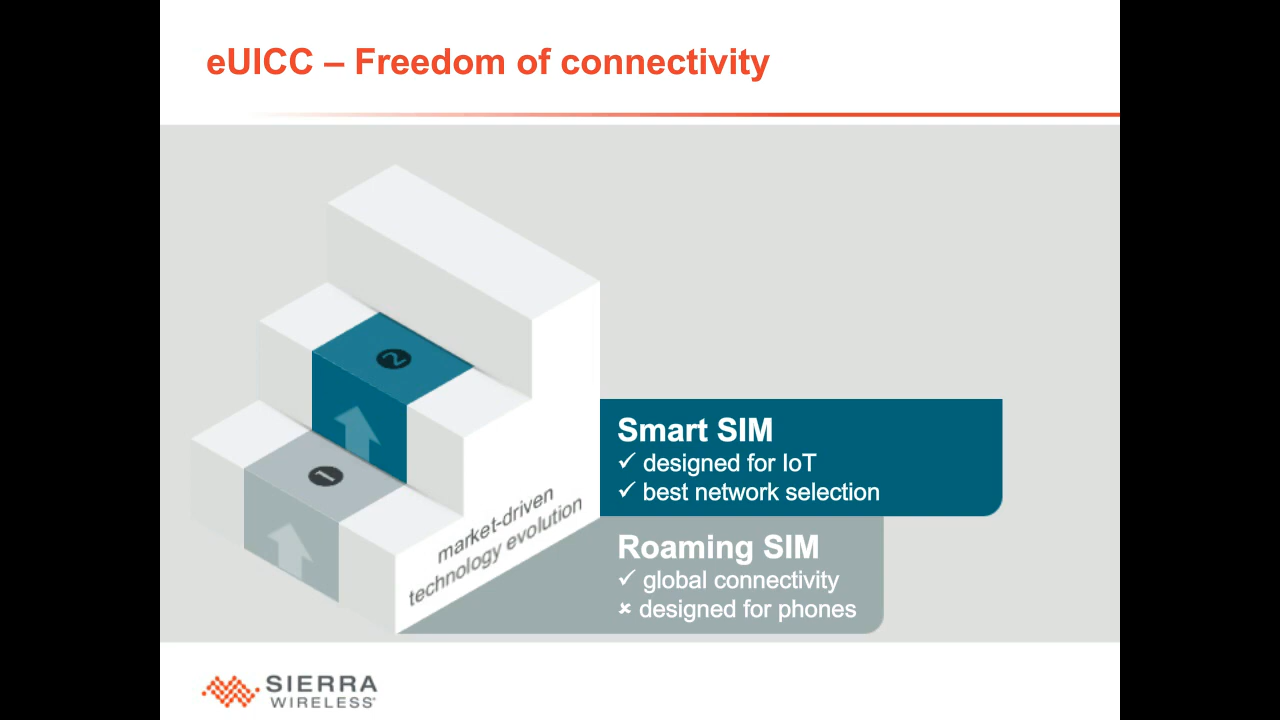 eUICC – Freedom of connectivity
2
1
market-driven
technology evolution
Smart SIM
✓ designed for IoT
✓ best network selection
Roaming SIM
✓ global connectivity
✘ designed for phones
SIERRA
WIRELESS